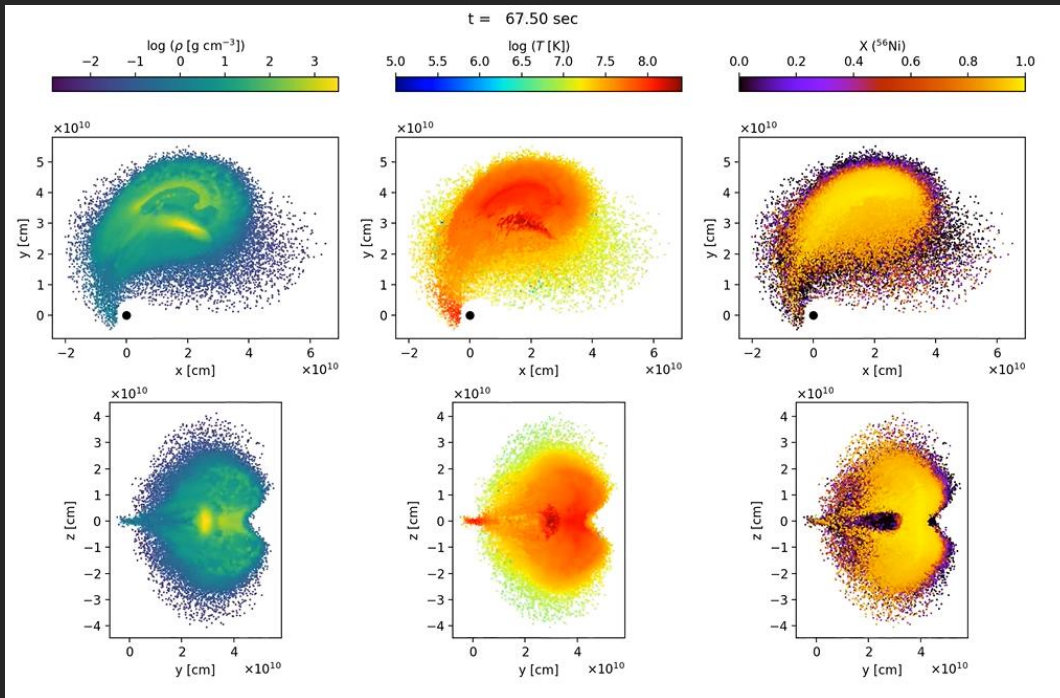 t = 67.50 sec
log (ρ [g cm⁻³])
−2 −1 0 1 2 3
log (T [K])
5.0 5.5 6.0 6.5 7.0 7.5 8.0
X (⁵⁶Ni)
0.0 0.2 0.4 0.6 0.8 1.0
×10¹⁰
y [cm]
5
4
3
2
1
0
−2 0 2 4 6
x [cm]
×10¹⁰
×10¹⁰
y [cm]
5
4
3
2
1
0
−2 0 2 4 6
x [cm]
×10¹⁰
×10¹⁰
y [cm]
5
4
3
2
1
0
−2 0 2 4 6
x [cm]
×10¹⁰
×10¹⁰
z [cm]
4
3
2
1
0
−1
−2
−3
−4
0 2 4
y [cm]
×10¹⁰
×10¹⁰
z [cm]
4
3
2
1
0
−1
−2
−3
−4
0 2 4
y [cm]
×10¹⁰
×10¹⁰
z [cm]
4
3
2
1
0
−1
−2
−3
−4
0 2 4
y [cm]
×10¹⁰